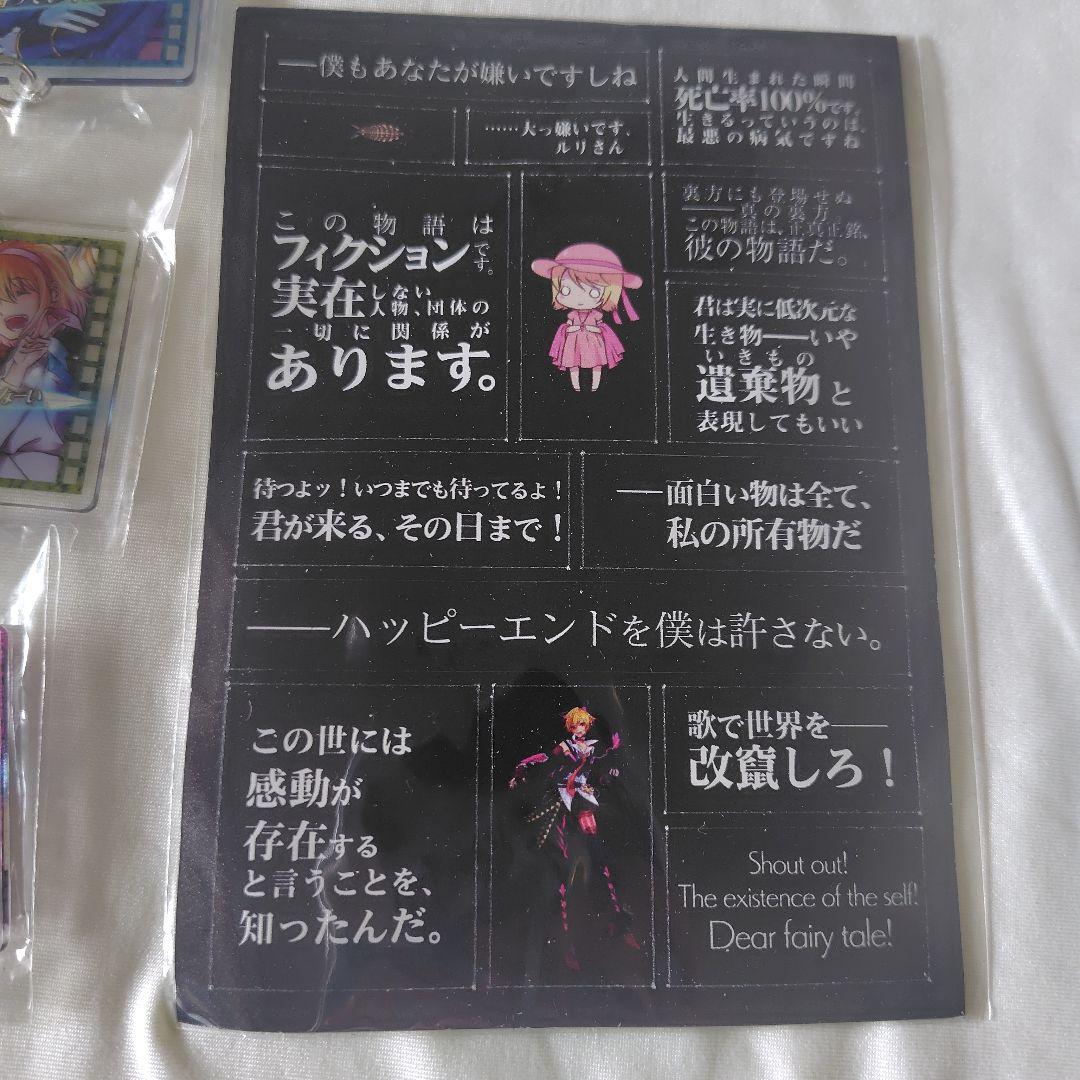 ―僕もあなたが嫌いですしね
人間生まれた瞬間
死亡率100%です。
生きるっていうのは、
最悪の病気ですね
……大っ嫌いです、
ルリさん
裏方にも登場せぬ
――真の裏方
この物語は、正真正銘、
彼の物語だ。
この物語は
フィクションです。
実在しない
人物、団体の
一切に関係が
あります。
君は実に低次元な
生き物――いや
いきもの
遺棄物と
表現してもいい
待つよッ!いつまでも待ってるよ!
君が来る、その日まで!
―面白い物は全て、
私の所有物だ
――ハッピーエンドを僕は許さない。
この世には
感動が
存在する
と言うことを、
知ったんだ。
歌で世界を――
改竄しろ!
Shout out!
The existence of the self!
Dear fairy tale!